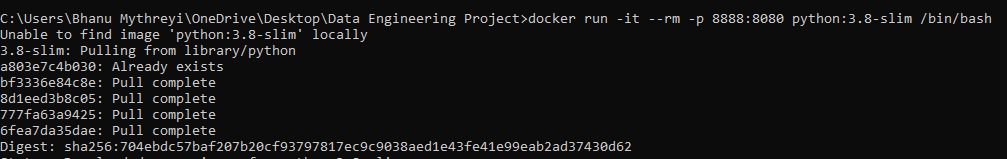 C:\Users\Bhanu Mythreyi\OneDrive\Desktop\Data Engineering Project>docker run -it --rm -p 8888:8080 python:3.8-slim /bin/bash
Unable to find image 'python:3.8-slim' locally
3.8-slim: Pulling from library/python
a803e7c4b030: Already exists
bf3336e84c8e: Pull complete
8d1eed3b8c05: Pull complete
777fa63a9425: Pull complete
6fea7da35dae: Pull complete
Digest: sha256:704ebdc57baf207b20cf93797817ec9c9038aed1e43fe41e99eab2ad37430d62